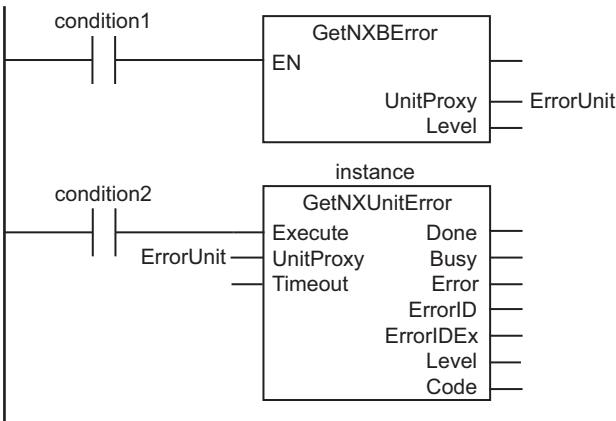 condition1
GetNXBError
EN
UnitProxy ErrorUnit
Level
instance
condition2
GetNXUnitError
Execute Done
ErrorUnit UnitProxy Busy
Timeout Error
ErrorID
ErrorIDEx
Level
Code